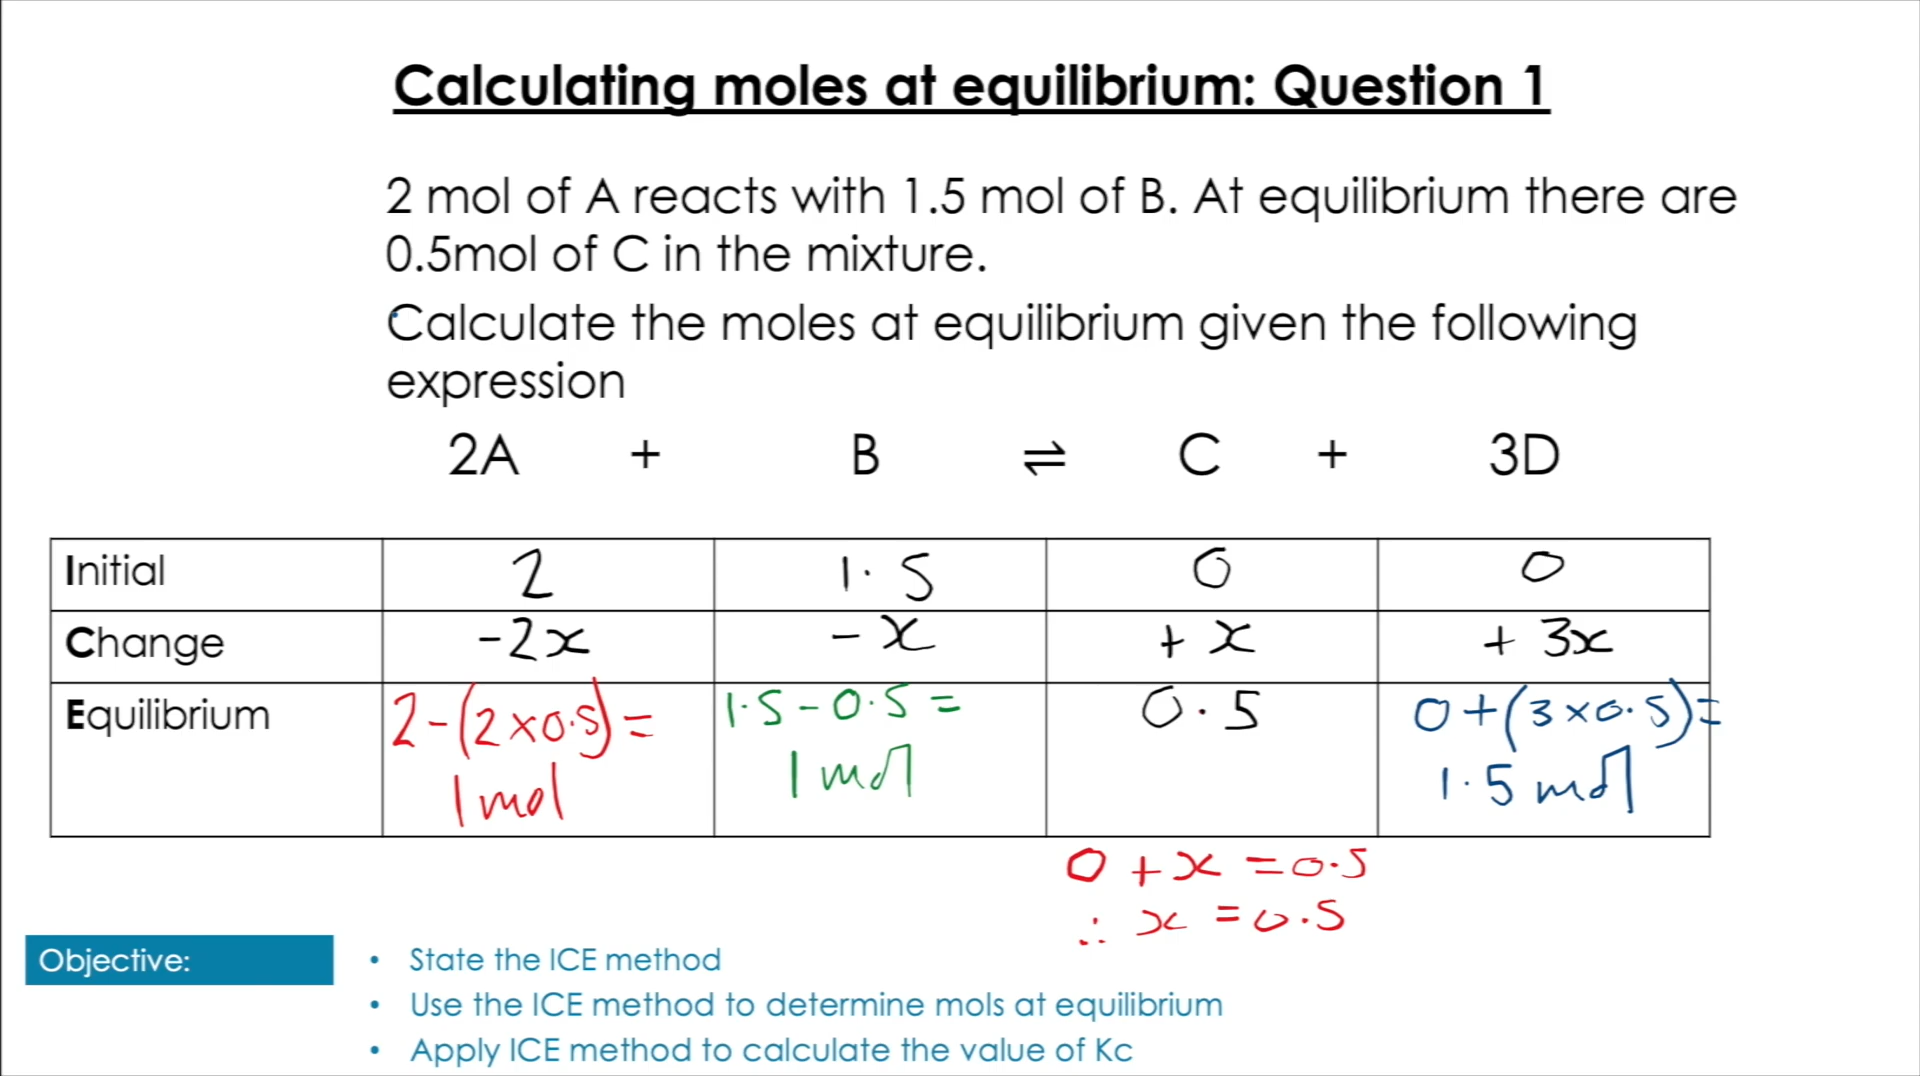 Calculating moles at equilibrium: Question 1
2 mol of A reacts with 1.5 mol of B. At equilibrium there are
0.5mol of C in the mixture.
Calculate the moles at equilibrium given the following
expression
2A + B ⇌ C + 3D
Initial 2 1.5 0 0
Change -2x -x +x +3x
Equilibrium 2-(2×0.5)= 1.5-0.5= 0.5 0+(3×0.5)=
1mol 1mol 1.5mol
0+x=0.5
∴ x=0.5
Objective:
• State the ICE method
• Use the ICE method to determine mols at equilibrium
• Apply ICE method to calculate the value of Kc